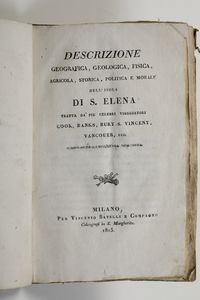 DESCRIZIONE
GEOGRAFICA, GEOLOGICA, FISICA,
AGRICOLA, STORICA, POLITICA E MORALE
DELL'ISOLA
DI S. ELENA
TRATTA DA' PIÙ CELEBRI VIAGGIATORI
COOK, BANKS, BORY S. VINCENT,
VANCOUER, ecc.
MILANO,
PER VINCENZO BATELLI E COMPAGNO
Calcografi in S. Margherita.
1815.